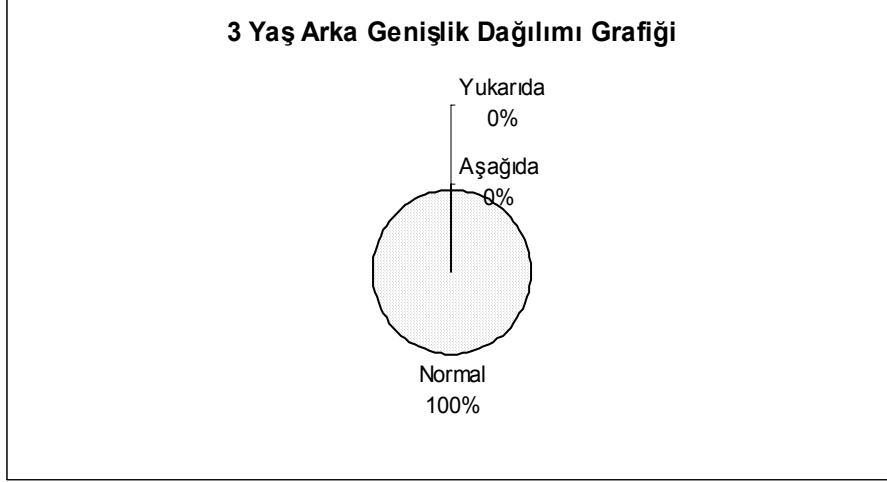 3 Yaş Arka Genişlik Dağılımı Grafiği
Yukarıda
0%
Aşağıda
0%
Normal
100%